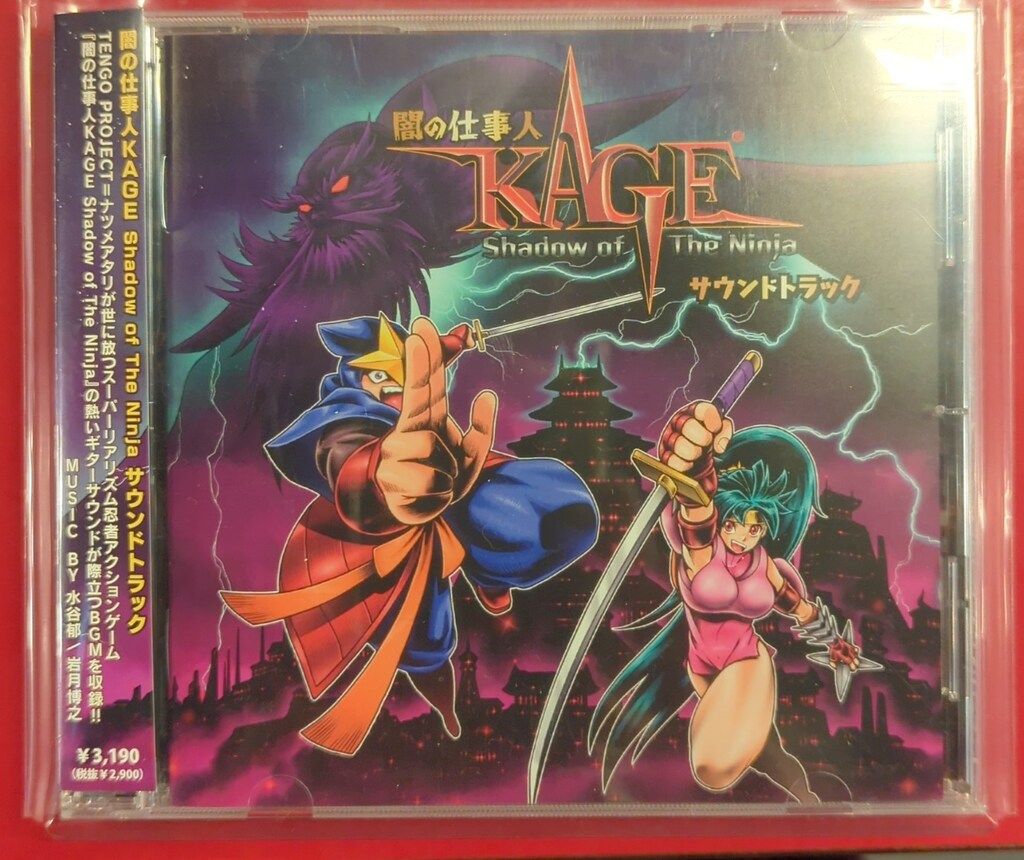 闇の仕事人KAGE Shadow of The Ninja サウンドトラック
TENGO PROJECT=ナツメアタリが世に放つスーパーリアリズム忍者アクションゲーム
『闇の仕事人KAGE Shadow of The Ninja』の熱いギターサウンドが際立つBGMを収録!!
MUSIC BY 水谷郁/岩月博之
¥3,190
(税抜¥2,900)
闇の仕事人
KAGE
Shadow of The Ninja
サウンドトラック